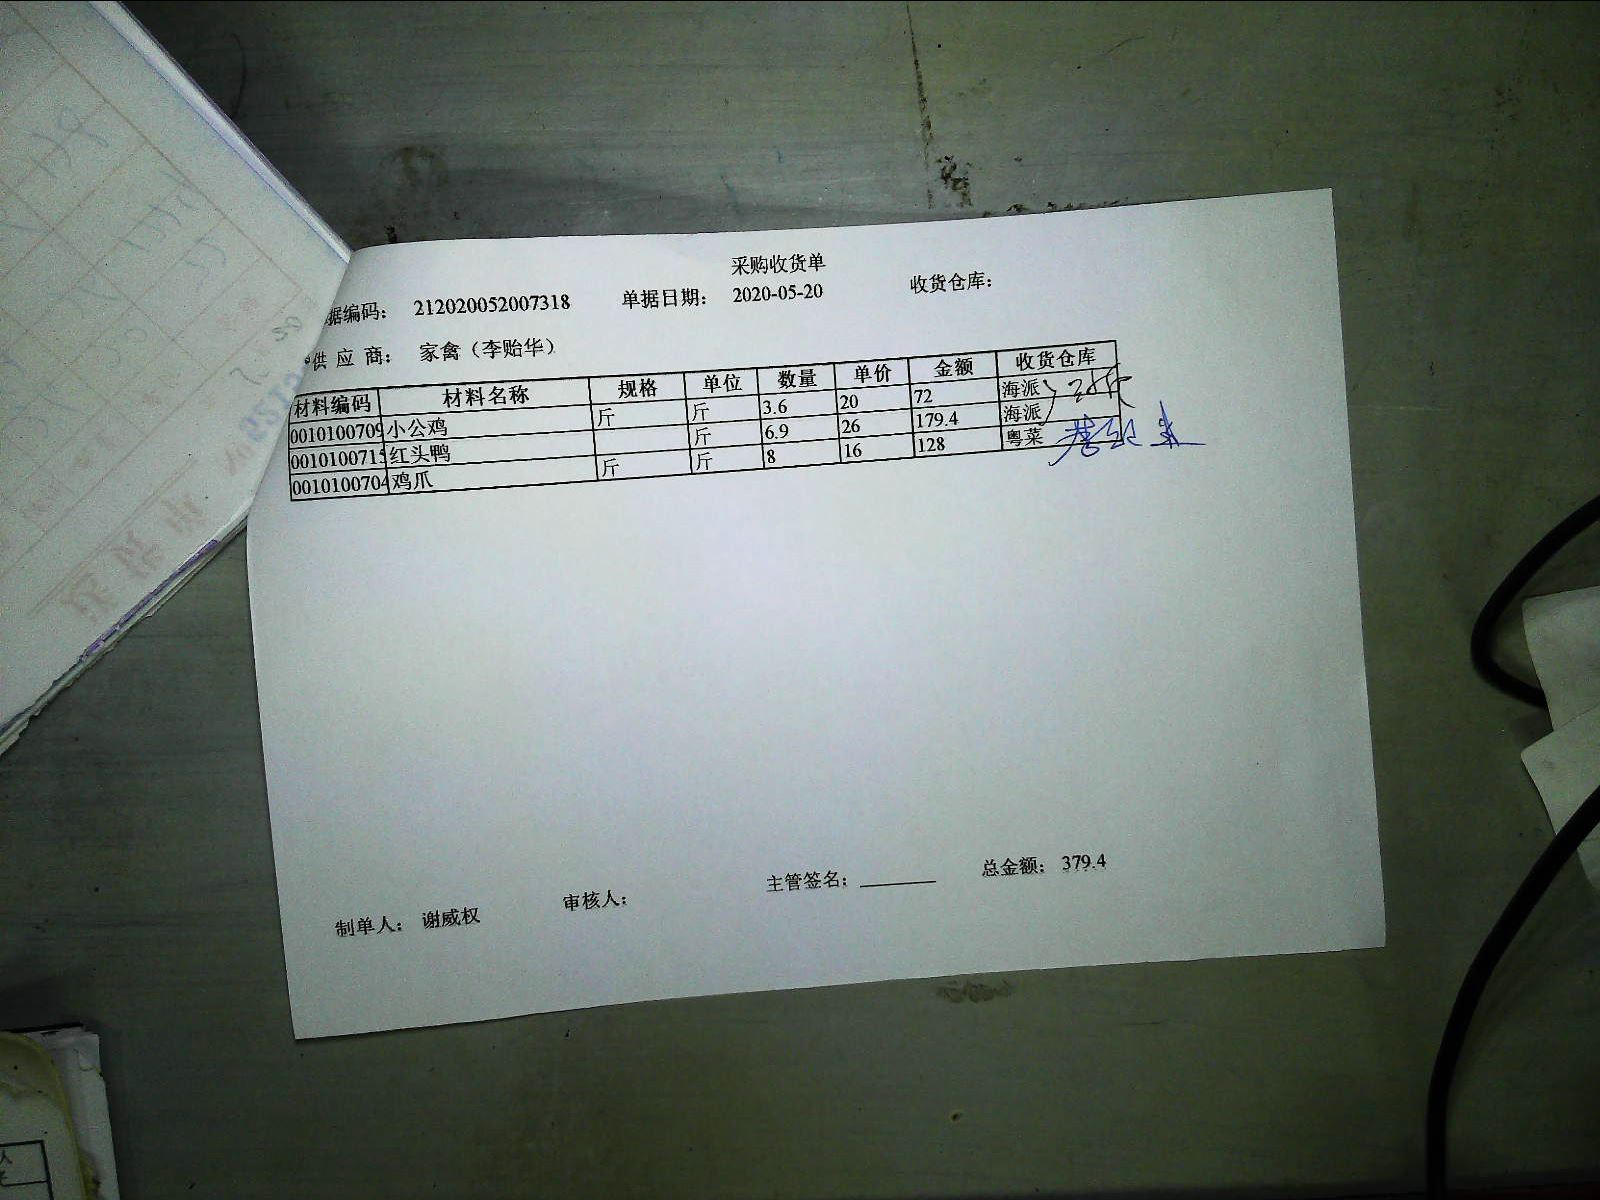 采购收货单
据编码： 212020052007318 单据日期： 2020-05-20 收货仓库：
供 应 商： 家禽（李贻华）
材料编码 材料名称 规格 单位 数量 单价 金额 收货仓库
0010100709 小公鸡 斤 斤 3.6 20 72 海派
0010100715 红头鸭 斤 6.9 26 179.4 海派
0010100704 鸡爪 斤 斤 8 16 128 粤菜
制单人： 谢威权 审核人： 主管签名： 总金额： 379.4